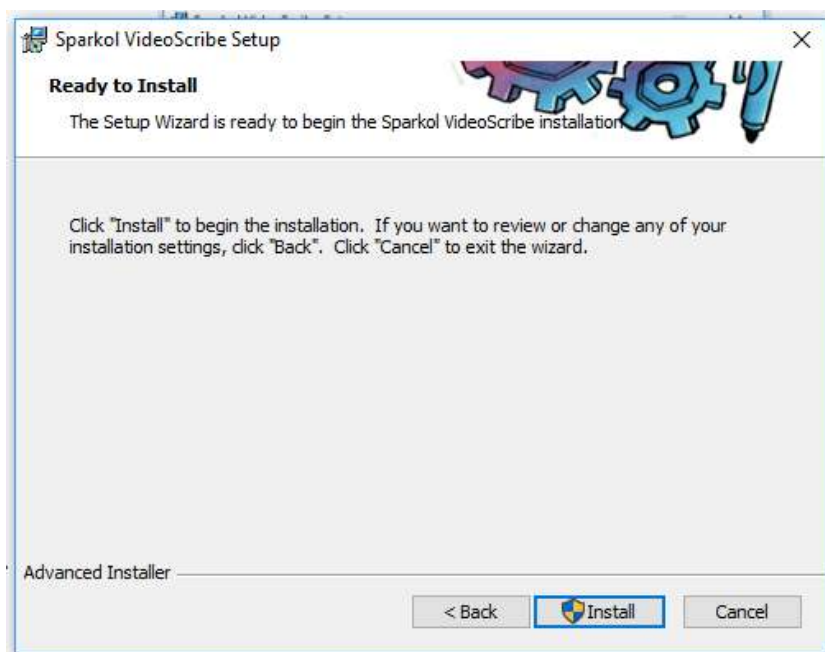 Sparkol VideoScribe Setup
Ready to Install
The Setup Wizard is ready to begin the Sparkol VideoScribe installation
Click "Install" to begin the installation.  If you want to review or change any of your
installation settings, click "Back".  Click "Cancel" to exit the wizard.
Advanced Installer
< Back
Install
Cancel